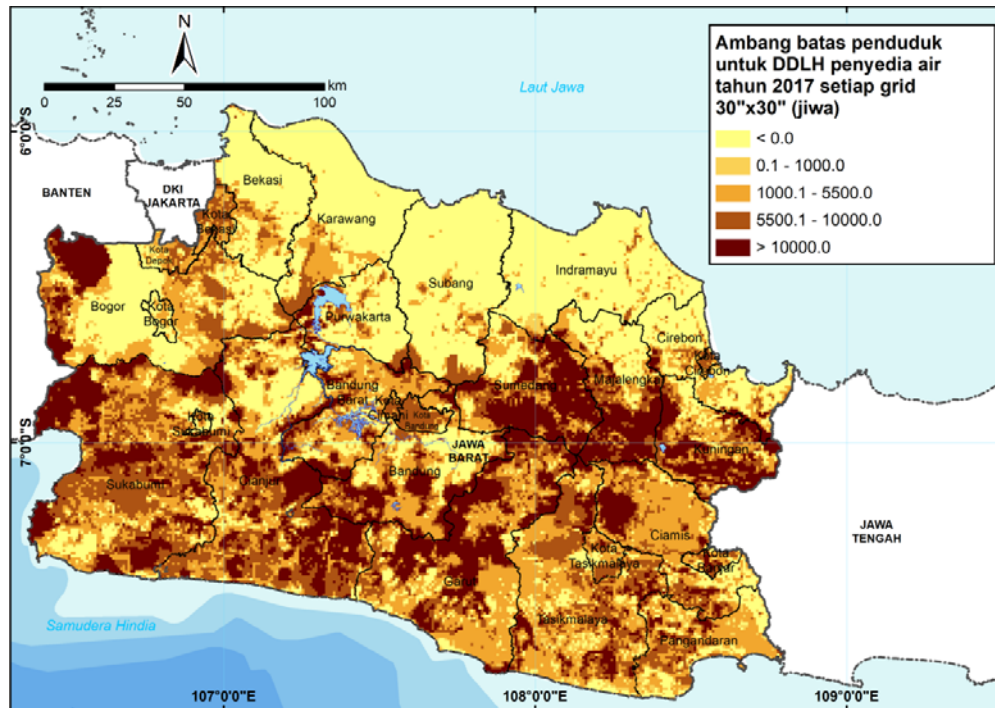 N
km
0 25 50 100
Laut Jawa
Ambang batas penduduk
untuk DDLH penyedia air
tahun 2017 setiap grid
30"x30" (jiwa)
< 0.0
0.1 - 1000.0
1000.1 - 5500.0
5500.1 - 10000.0
> 10000.0
6°0'0"S
7°0'0"S
BANTEN
DKI
JAKARTA
Bekasi
Kota
Bekasi
Karawang
Kota
Depok
Bogor
Kota
Bogor
Purwakarta
Subang
Indramayu
Cirebon
Kota
Cirebon
Sumedang
Majalengka
Bandung
Barat
Kota
Cimahi
Kota
Bandung
Kota
Sukabumi
JAWA
BARAT
Kuningan
Bandung
Sukabumi
Cianjur
Ciamis
Kota
Banjar
Kota
Tasikmalaya
Garut
Tasikmalaya
Pangandaran
JAWA
TENGAH
Samudera Hindia
107°0'0"E
108°0'0"E
109°0'0"E